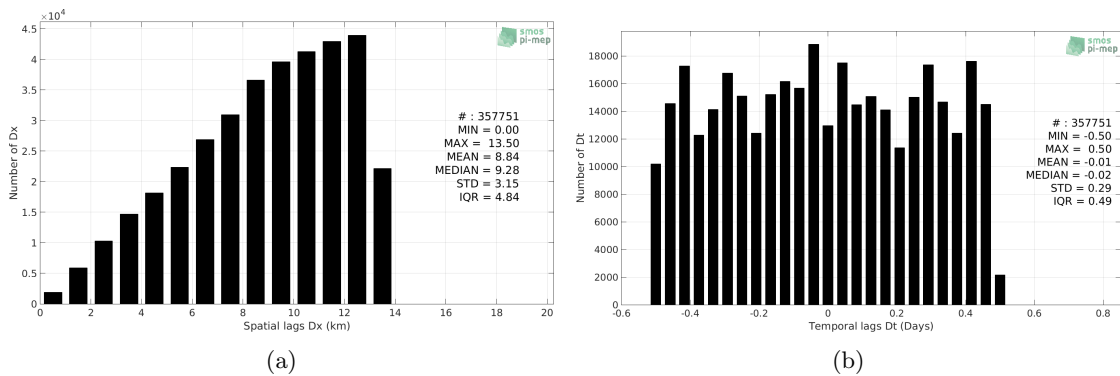 ×10⁴
4.5
4
3.5
3
2.5
2
1.5
1
0.5
0
Number of Dx
0 2 4 6 8 10 12 14 16 18 20
Spatial lags Dx (km)
smos
pi-mep
# : 357751
MIN = 0.00
MAX = 13.50
MEAN = 8.84
MEDIAN = 9.28
STD = 3.15
IQR = 4.84
(a)
18000
16000
14000
12000
10000
8000
6000
4000
2000
0
Number of Dt
-0.6 -0.4 -0.2 0 0.2 0.4 0.6 0.8
Temporal lags Dt (Days)
smos
pi-mep
# : 357751
MIN = -0.50
MAX = 0.50
MEAN = -0.01
MEDIAN = -0.02
STD = 0.29
IQR = 0.49
(b)